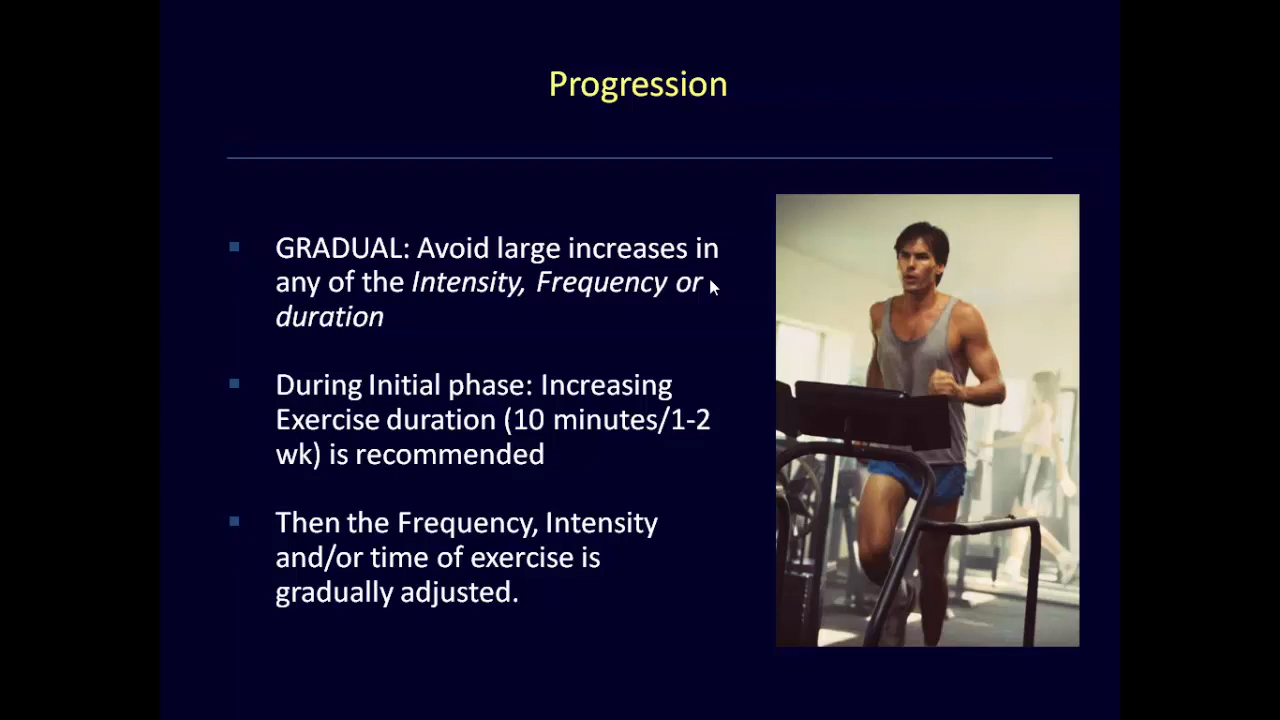 Progression
GRADUAL: Avoid large increases in
any of the Intensity, Frequency or
duration
During Initial phase: Increasing
Exercise duration (10 minutes/1-2
wk) is recommended
Then the Frequency, Intensity
and/or time of exercise is
gradually adjusted.